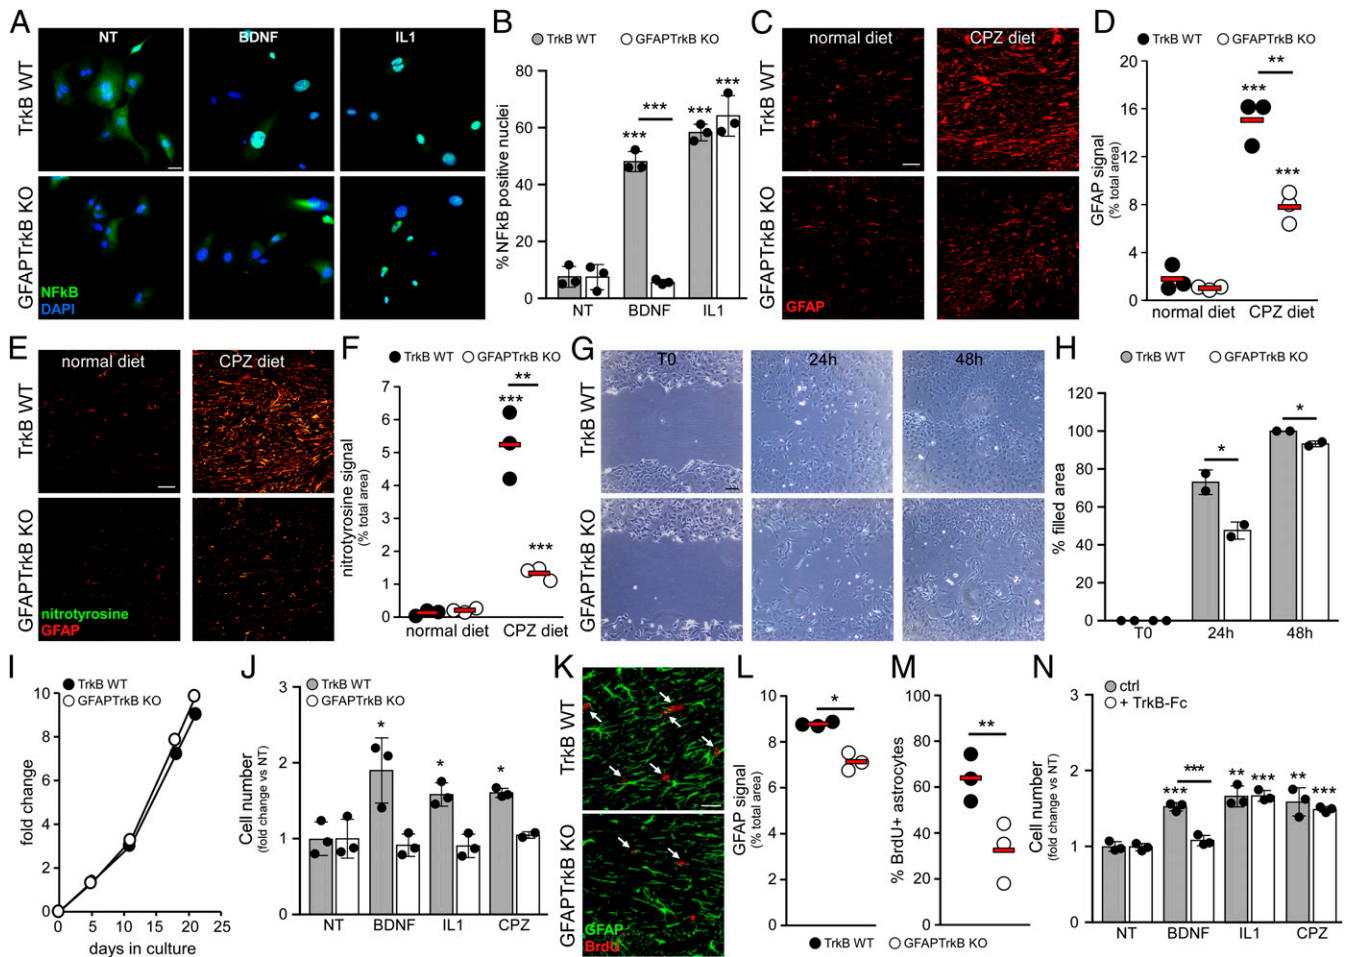 A
NT
BDNF
IL1
TrkB WT
GFAPTrkB KO
NFkB
DAPI
B
TrkB WT
GFAPTrkB KO
% NFkB positive nuclei
80
60
40
20
0
***
***
***
***
NT
BDNF
IL1
C
normal diet
CPZ diet
TrkB WT
GFAPTrkB KO
GFAP
D
TrkB WT
GFAPTrkB KO
GFAP signal
(% total area)
20
16
12
8
4
0
**
***
***
normal diet
CPZ diet
E
normal diet
CPZ diet
TrkB WT
GFAPTrkB KO
nitrotyrosine
GFAP
F
TrkB WT
GFAPTrkB KO
nitrotyrosine signal
(% total area)
7
6
5
4
3
2
1
0
**
***
***
normal diet
CPZ diet
G
T0
24h
48h
TrkB WT
GFAPTrkB KO
H
TrkB WT
GFAPTrkB KO
% filled area
120
100
80
60
40
20
0
*
*
T0
24h
48h
I
TrkB WT
GFAPTrkB KO
fold change
10
8
6
4
2
0
0
5
10
15
20
25
days in culture
J
TrkB WT
GFAPTrkB KO
Cell number
(fold change vs NT)
3
2
1
0
*
*
*
NT
BDNF
IL1
CPZ
K
TrkB WT
GFAPTrkB KO
GFAP
BrdU
L
GFAP signal
(% total area)
10
8
6
4
2
0
*
M
% BrdU+ astrocytes
100
80
60
40
20
0
**
TrkB WT
GFAPTrkB KO
N
ctrl
+ TrkB-Fc
Cell number
(fold change vs NT)
3
2
1
0
***
***
**
***
**
***
NT
BDNF
IL1
CPZ